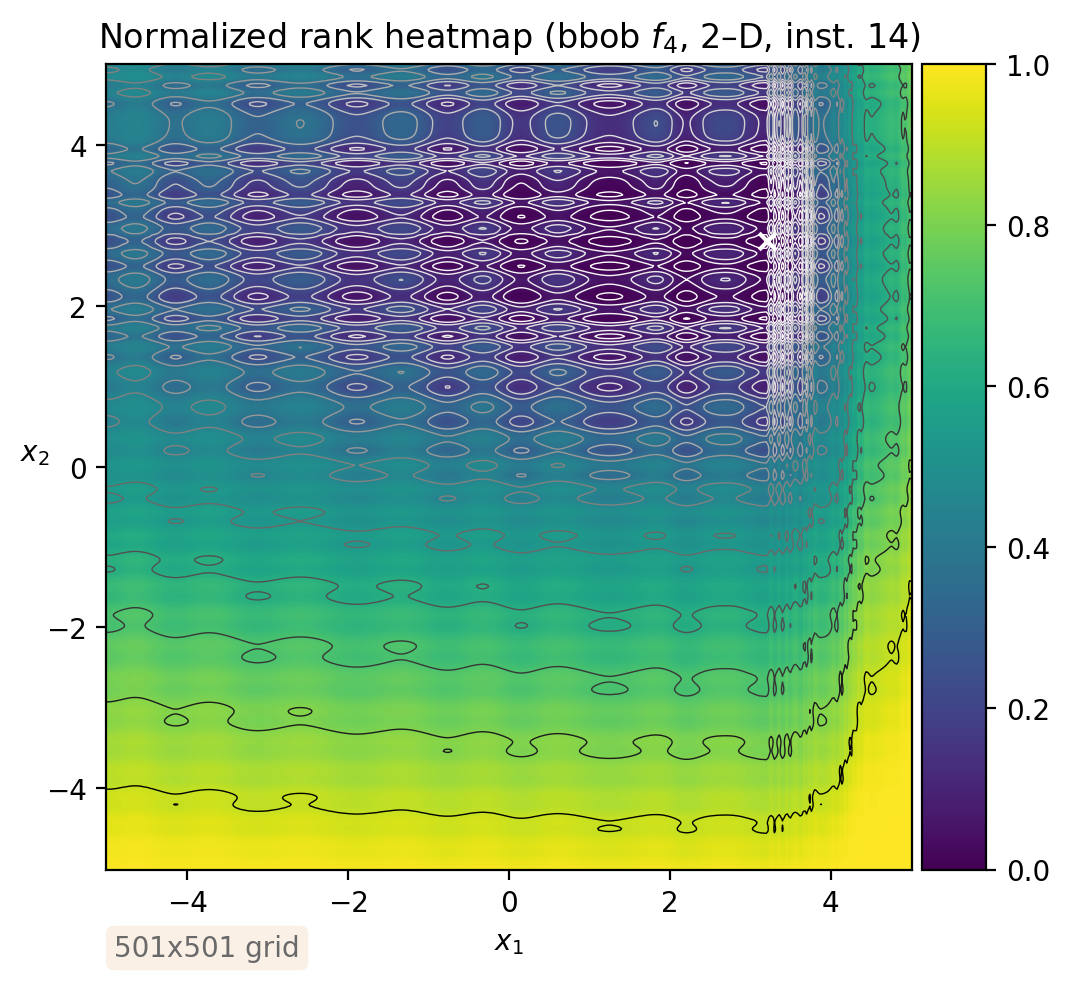 Normalized rank heatmap (bbob f₄, 2–D, inst. 14)
1.0
0.8
0.6
0.4
0.2
0.0
4
2
0
−2
−4
x₂
−4 −2 0 2 4
x₁
501x501 grid